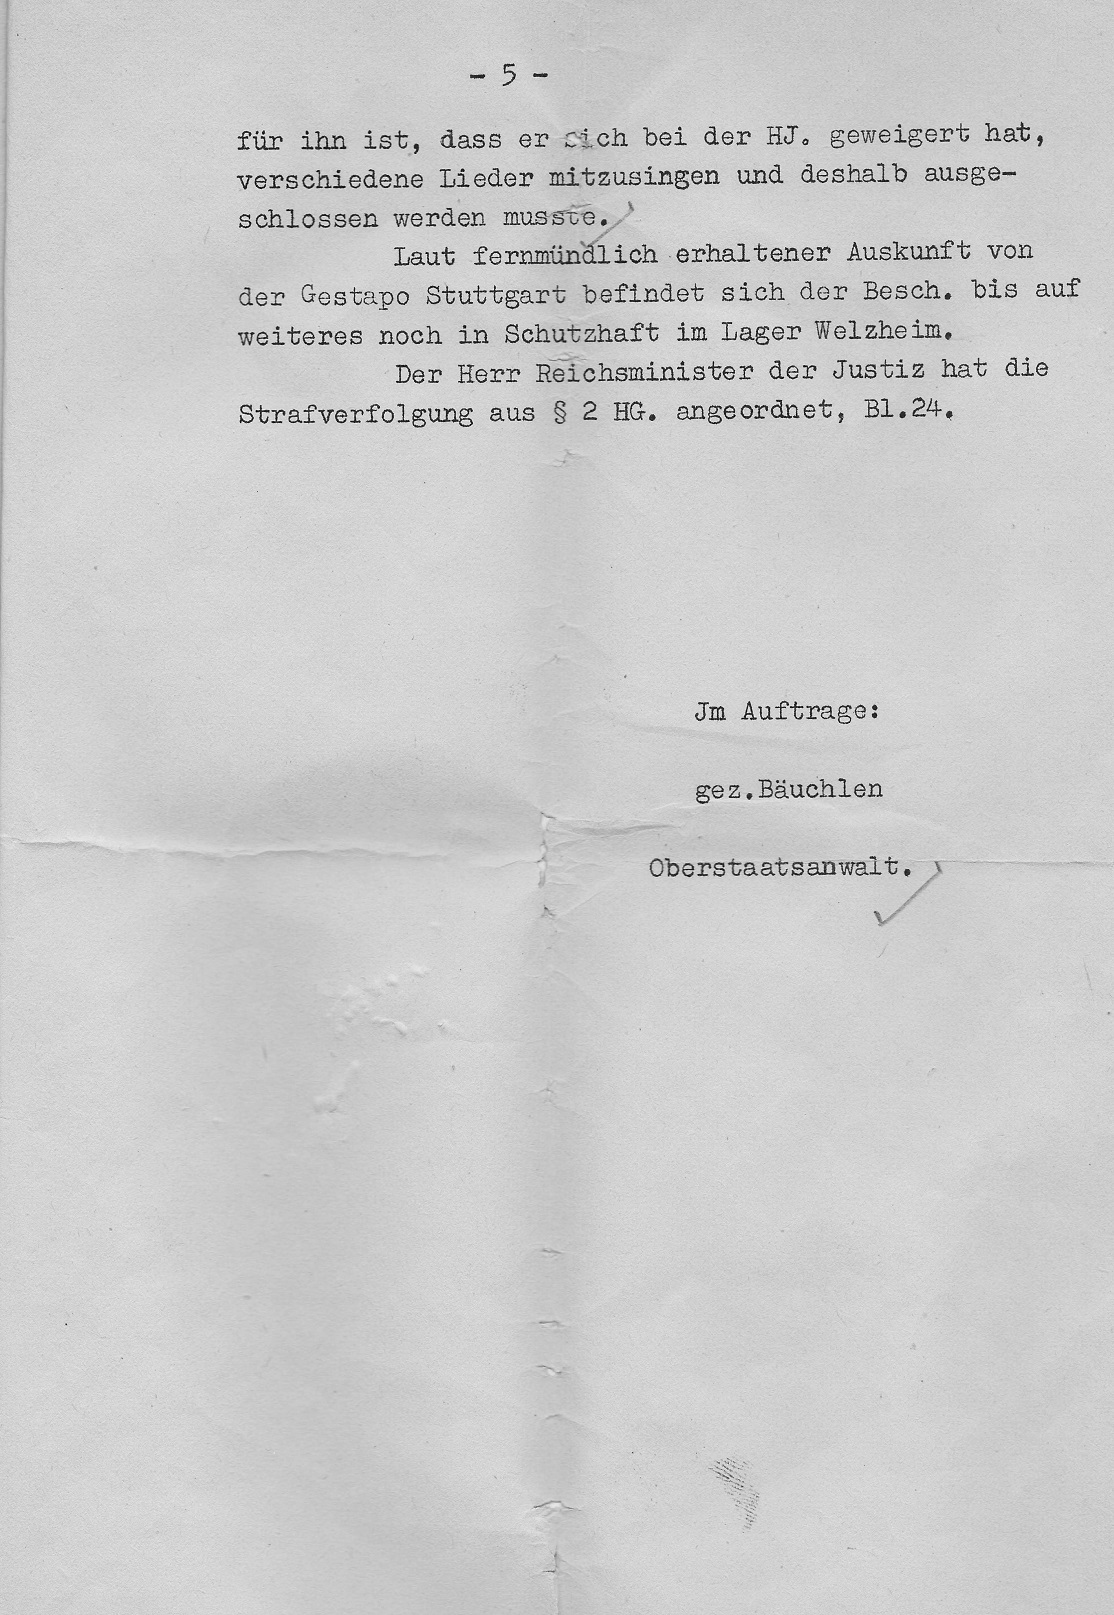 - 5 -
für ihn ist, dass er sich bei der HJ. geweigert hat,
verschiedene Lieder mitzusingen und deshalb ausge-
schlossen werden musste.
Laut fernmündlich erhaltener Auskunft von
der Gestapo Stuttgart befindet sich der Besch. bis auf
weiteres noch in Schutzhaft im Lager Welzheim.
Der Herr Reichsminister der Justiz hat die
Strafverfolgung aus § 2 HG. angeordnet, Bl.24.
Jm Auftrage:
gez.Bäuchlen
Oberstaatsanwalt.